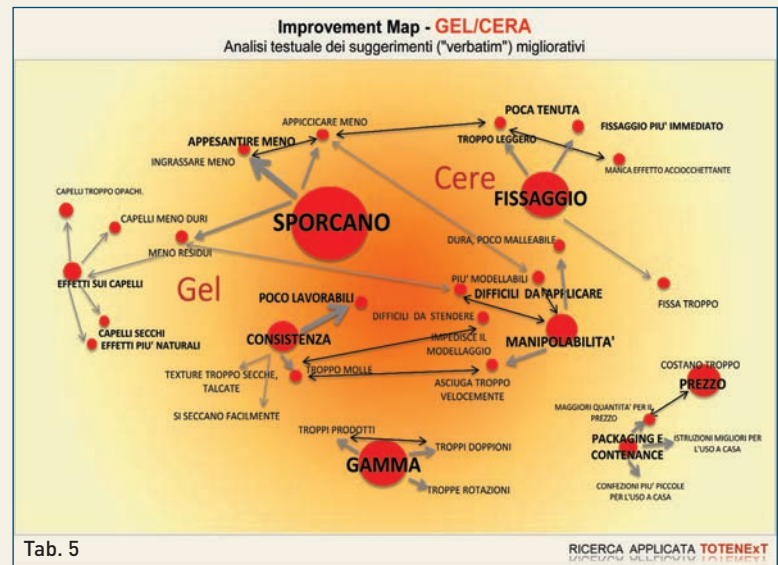 Improvement Map - GEL/CERA
Analisi testuale dei suggerimenti ("verbatim") migliorativi
APPICCICARE MENO
POCA TENUTA
APPESANTIRE MENO
INGRASSARE MENO
TROPPO LEGGERO
FISSAGGIO PIU' IMMEDIATO
MANCA EFFETTO ACCIOCCHETTANTE
Cere
CAPELLI TROPPO OPACHI.
CAPELLI MENO DURI
SPORCANO
FISSAGGIO
MENO RESIDUI
DURA, POCO MALLEABILE
EFFETTI SUI CAPELLI
Gel
PIU' MODELLABILI
DIFFICILI DA APPLICARE
FISSA TROPPO
POCO LAVORABILI
DIFFICILI DA STENDERE
CAPELLI SECCHI
EFFETTI PIU' NATURALI
CONSISTENZA
IMPEDISCE IL
MODELLAGGIO
MANIPOLABILITA'
TEXTURE TROPPO SECCHE,
TALCATE
TROPPO MOLLE
ASCIUGA TROPPO
VELOCEMENTE
COSTANO TROPPO
PREZZO
SI SECCANO FACILMENTE
MAGGIORI QUANTITA' PER IL
PREZZO
TROPPI PRODOTTI
TROPPI DOPPIONI
PACKAGING E
CONTENANCE
ISTRUZIONI MIGLIORI PER
L'USO A CASA
GAMMA
TROPPE ROTAZIONI
CONFEZIONI PIU' PICCOLE
PER L'USO A CASA
Tab. 5
RICERCA APPLICATA TOTENExT